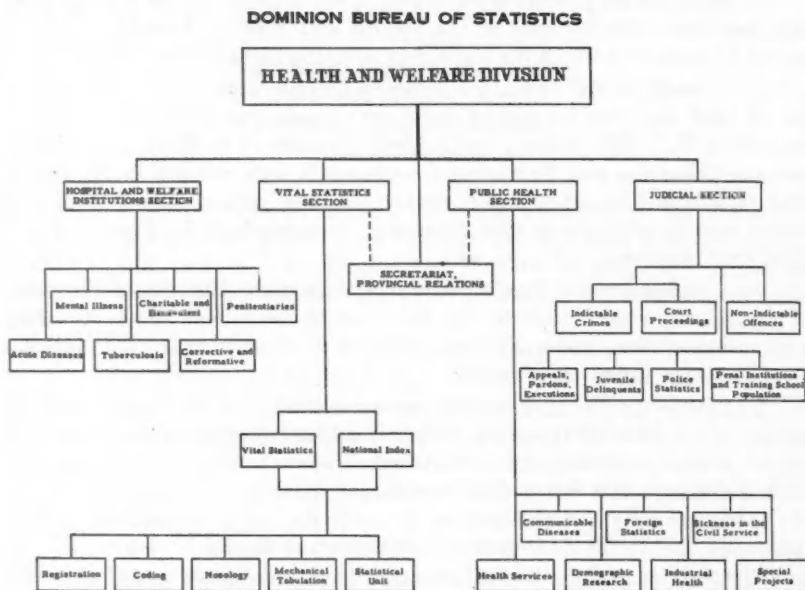 DOMINION BUREAU OF STATISTICS
HEALTH AND WELFARE DIVISION
HOSPITAL AND WELFARE
INSTITUTIONS SECTION
VITAL STATISTICS
SECTION
PUBLIC HEALTH
SECTION
JUDICIAL SECTION
SECRETARIAT,
PROVINCIAL RELATIONS
Mental Illness
Charitable and
Benevolent
Penitentiaries
Acute Diseases
Tuberculosis
Corrective and
Reformative
Indictable
Crimes
Court
Proceedings
Non-Indictable
Offences
Appeals,
Pardons,
Executions
Juvenile
Delinquents
Police
Statistics
Penal Institutions
and Training School
Population
Vital Statistics
National Index
Registration
Coding
Nosology
Mechanical
Tabulation
Statistical
Unit
Communicable
Diseases
Foreign
Statistics
Sickness in the
Civil Service
Health Services
Demographic
Research
Industrial
Health
Special
Projects